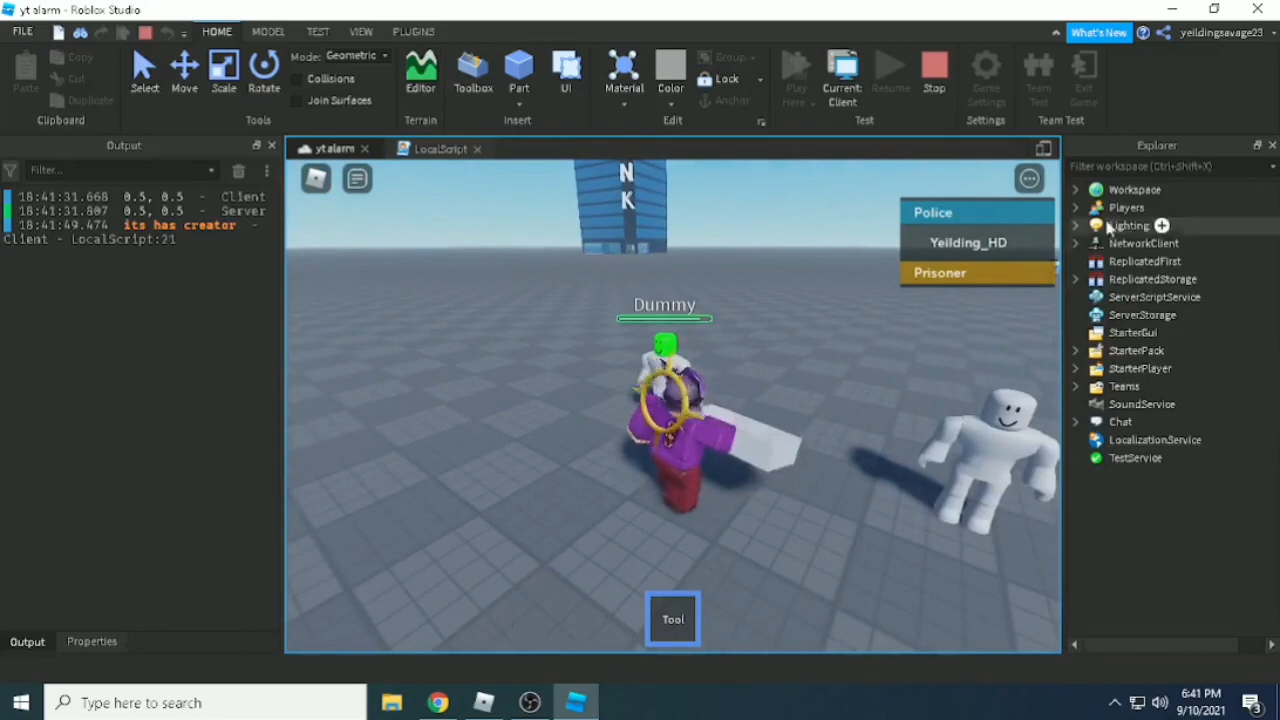 yt alarm - Roblox Studio
FILE HOME MODEL TEST VIEW PLUGINS What's New yeildingsavage23
Paste Copy Cut Duplicate Clipboard
Select Move Scale Rotate Mode: Geometric Collisions Join Surfaces Tools
Editor Terrain
Toolbox Part UI Insert
Material Color Group Lock Anchor Edit
Play Here Current: Client Resume Stop Test
Game Settings Settings
Team Test Exit Game Team Test
Output
Filter...
18:41:31.668 0.5, 0.5 - Client
18:41:31.807 0.5, 0.5 - Server
18:41:49.474 its has creator -
Client - LocalScript:21
Output Properties
yt alarm LocalScript
N
K
Police
Yeilding_HD
Prisoner
Dummy
Tool
Explorer
Filter workspace (Ctrl+Shift+X)
Workspace
Players
Lighting
NetworkClient
ReplicatedFirst
ReplicatedStorage
ServerScriptService
ServerStorage
StarterGui
StarterPack
StarterPlayer
Teams
SoundService
Chat
LocalizationService
TestService
Type here to search
6:41 PM
9/10/2021
3